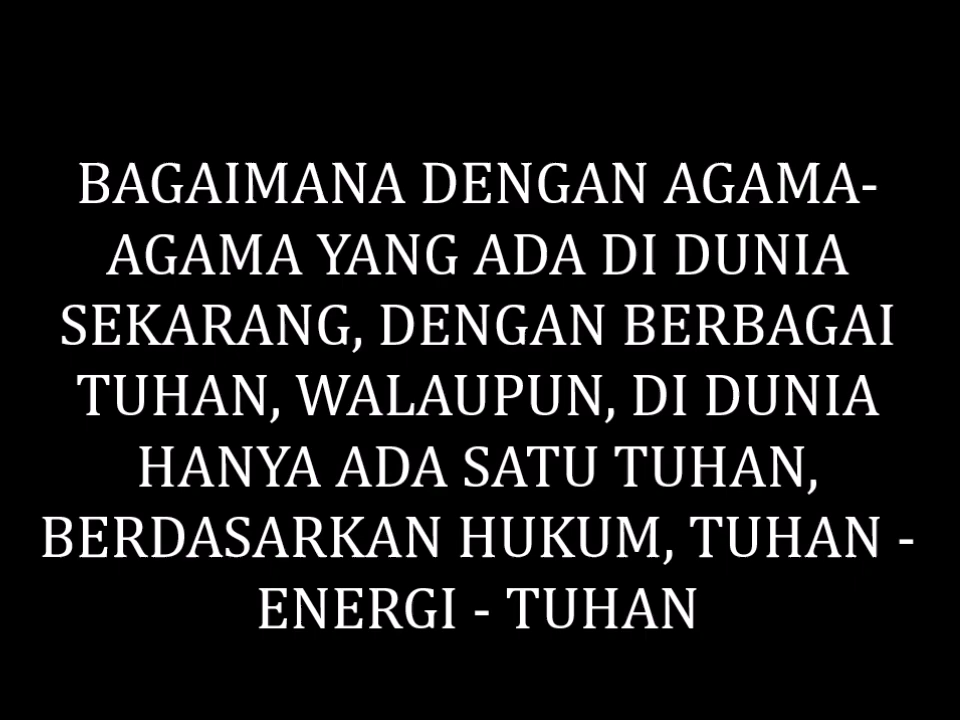 BAGAIMANA DENGAN AGAMA-
AGAMA YANG ADA DI DUNIA
SEKARANG, DENGAN BERBAGAI
TUHAN, WALAUPUN, DI DUNIA
HANYA ADA SATU TUHAN,
BERDASARKAN HUKUM, TUHAN -
ENERGI - TUHAN